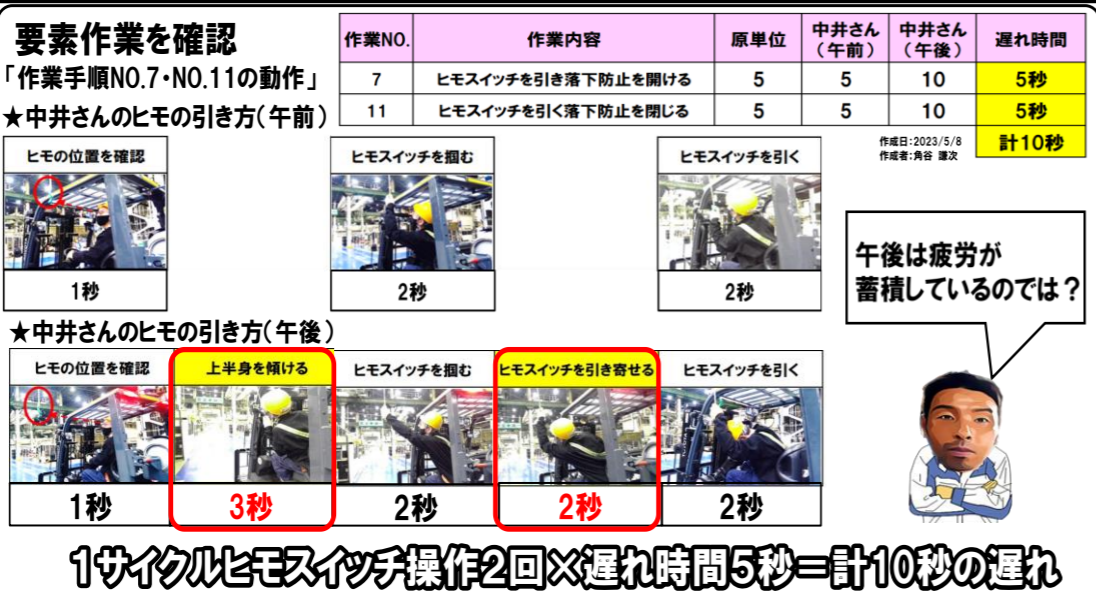 要素作業を確認
「作業手順NO.7・NO.11の動作」
★中井さんのヒモの引き方(午前)
作業NO. 作業内容 原単位 中井さん(午前) 中井さん(午後) 遅れ時間
7 ヒモスイッチを引き落下防止を開ける 5 5 10 5秒
11 ヒモスイッチを引く落下防止を閉じる 5 5 10 5秒
計10秒
作成日:2023/5/8
作成者:角谷 謙次
ヒモの位置を確認 ヒモスイッチを掴む ヒモスイッチを引く
1秒 2秒 2秒
午後は疲労が
蓄積しているのでは？
★中井さんのヒモの引き方(午後)
ヒモの位置を確認 上半身を傾ける ヒモスイッチを掴む ヒモスイッチを引き寄せる ヒモスイッチを引く
1秒 3秒 2秒 2秒 2秒
1サイクルヒモスイッチ操作2回×遅れ時間5秒＝計10秒の遅れ